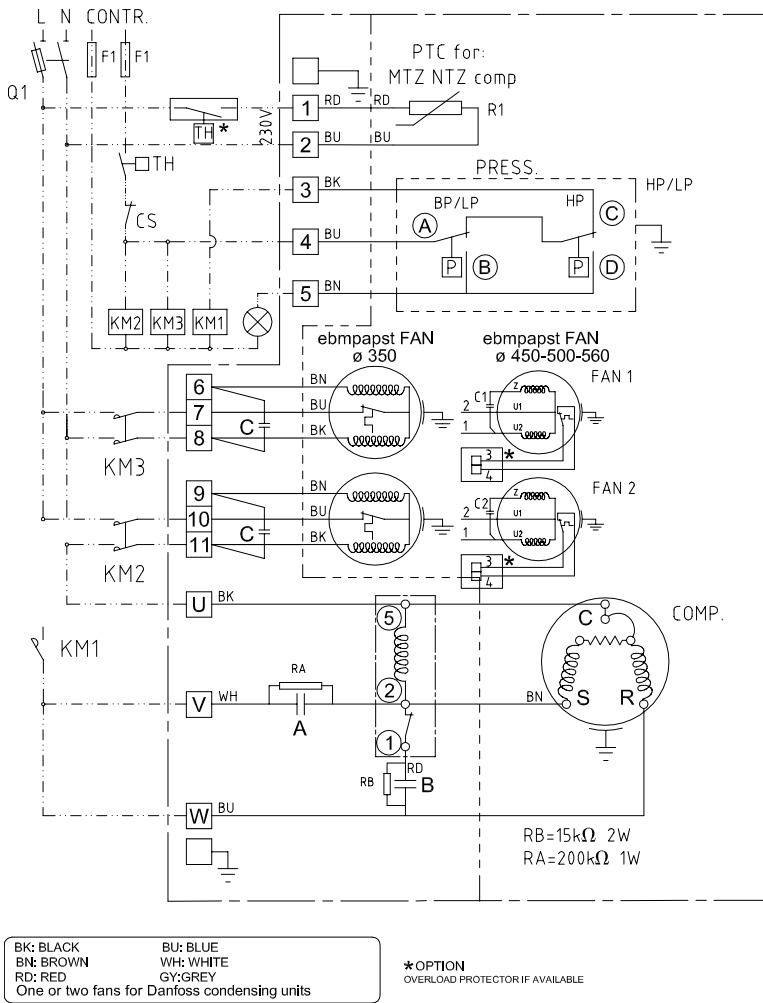 L N CONTR.
F1 F1
Q1
PTC for:
MTZ NTZ comp
1 RD RD R1
TH *
230V
2 BU BU
TH
PRESS.
3 BK
BP/LP HP HP/LP
A C
CS
4 BU
P B P D
5 BN
KM2 KM3 KM1
ebmpapst FAN
ø 350
ebmpapst FAN
ø 450-500-560
6 BN
FAN 1
C1 Z
7 BU
2 U1
C
8 BK
1 U2
KM3
3 *
4
9 BN
FAN 2
C2 Z
10 BU
2 U1
C
11 BK
1 U2
KM2
3 *
4
U BK
5
C COMP.
KM1
RA
2
V WH
BN S R
A
1
RD
RB B
W BU
RB=15kΩ 2W
RA=200kΩ 1W
BK: BLACK BU: BLUE
BN: BROWN WH: WHITE
RD: RED GY:GREY
One or two fans for Danfoss condensing units
*OPTION
OVERLOAD PROTECTOR IF AVAILABLE